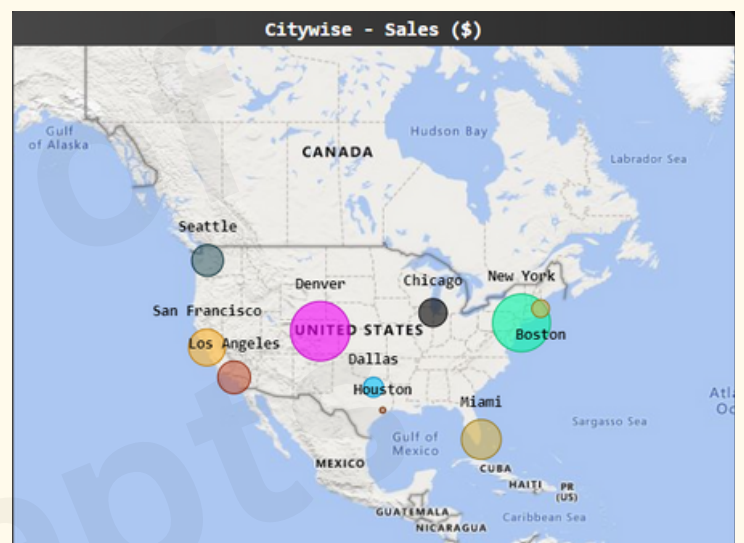 Citywise - Sales ($)
Gulf
of Alaska
Hudson Bay
CANADA
Labrador Sea
Seattle
Denver
Chicago
New York
San Francisco
UNITED STATES
Boston
Los Angeles
Dallas
Houston
Miami
Gulf of
Mexico
Sargasso Sea
MEXICO
CUBA
HAITI
PR
(US)
GUATEMALA
NICARAGUA
Caribbean Sea